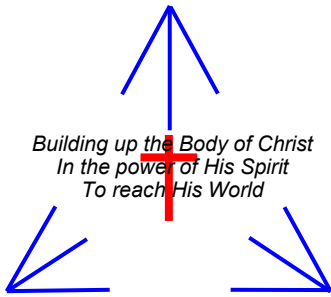 Building up the Body of Christ
In the power of His Spirit
To reach His World